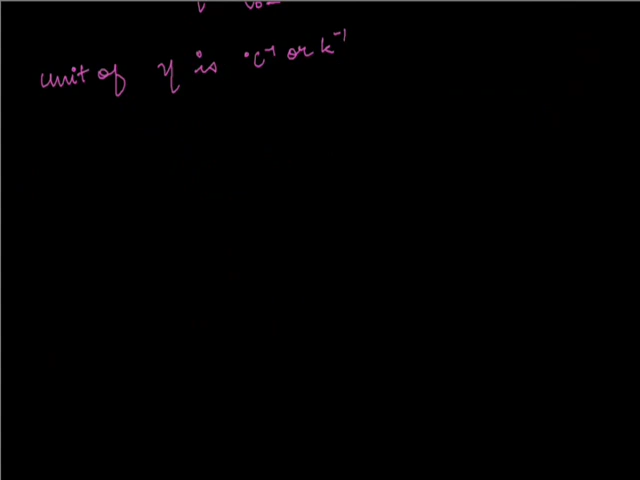 unit of η is °C⁻¹ or k⁻¹